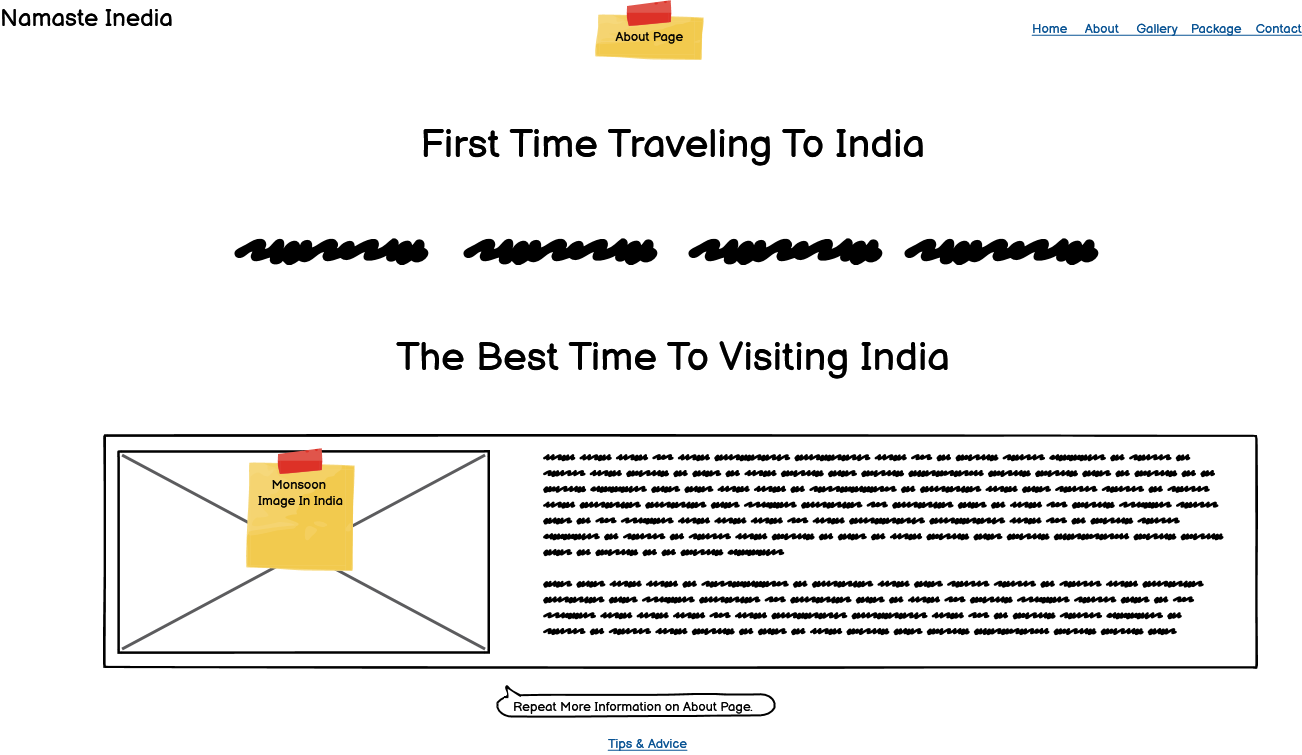 Namaste Inedia
About Page
Home About Gallery Package Contact
First Time Traveling To India
The Best Time To Visiting India
Monsoon
Image In India
Repeat More Information on About Page.
Tips & Advice